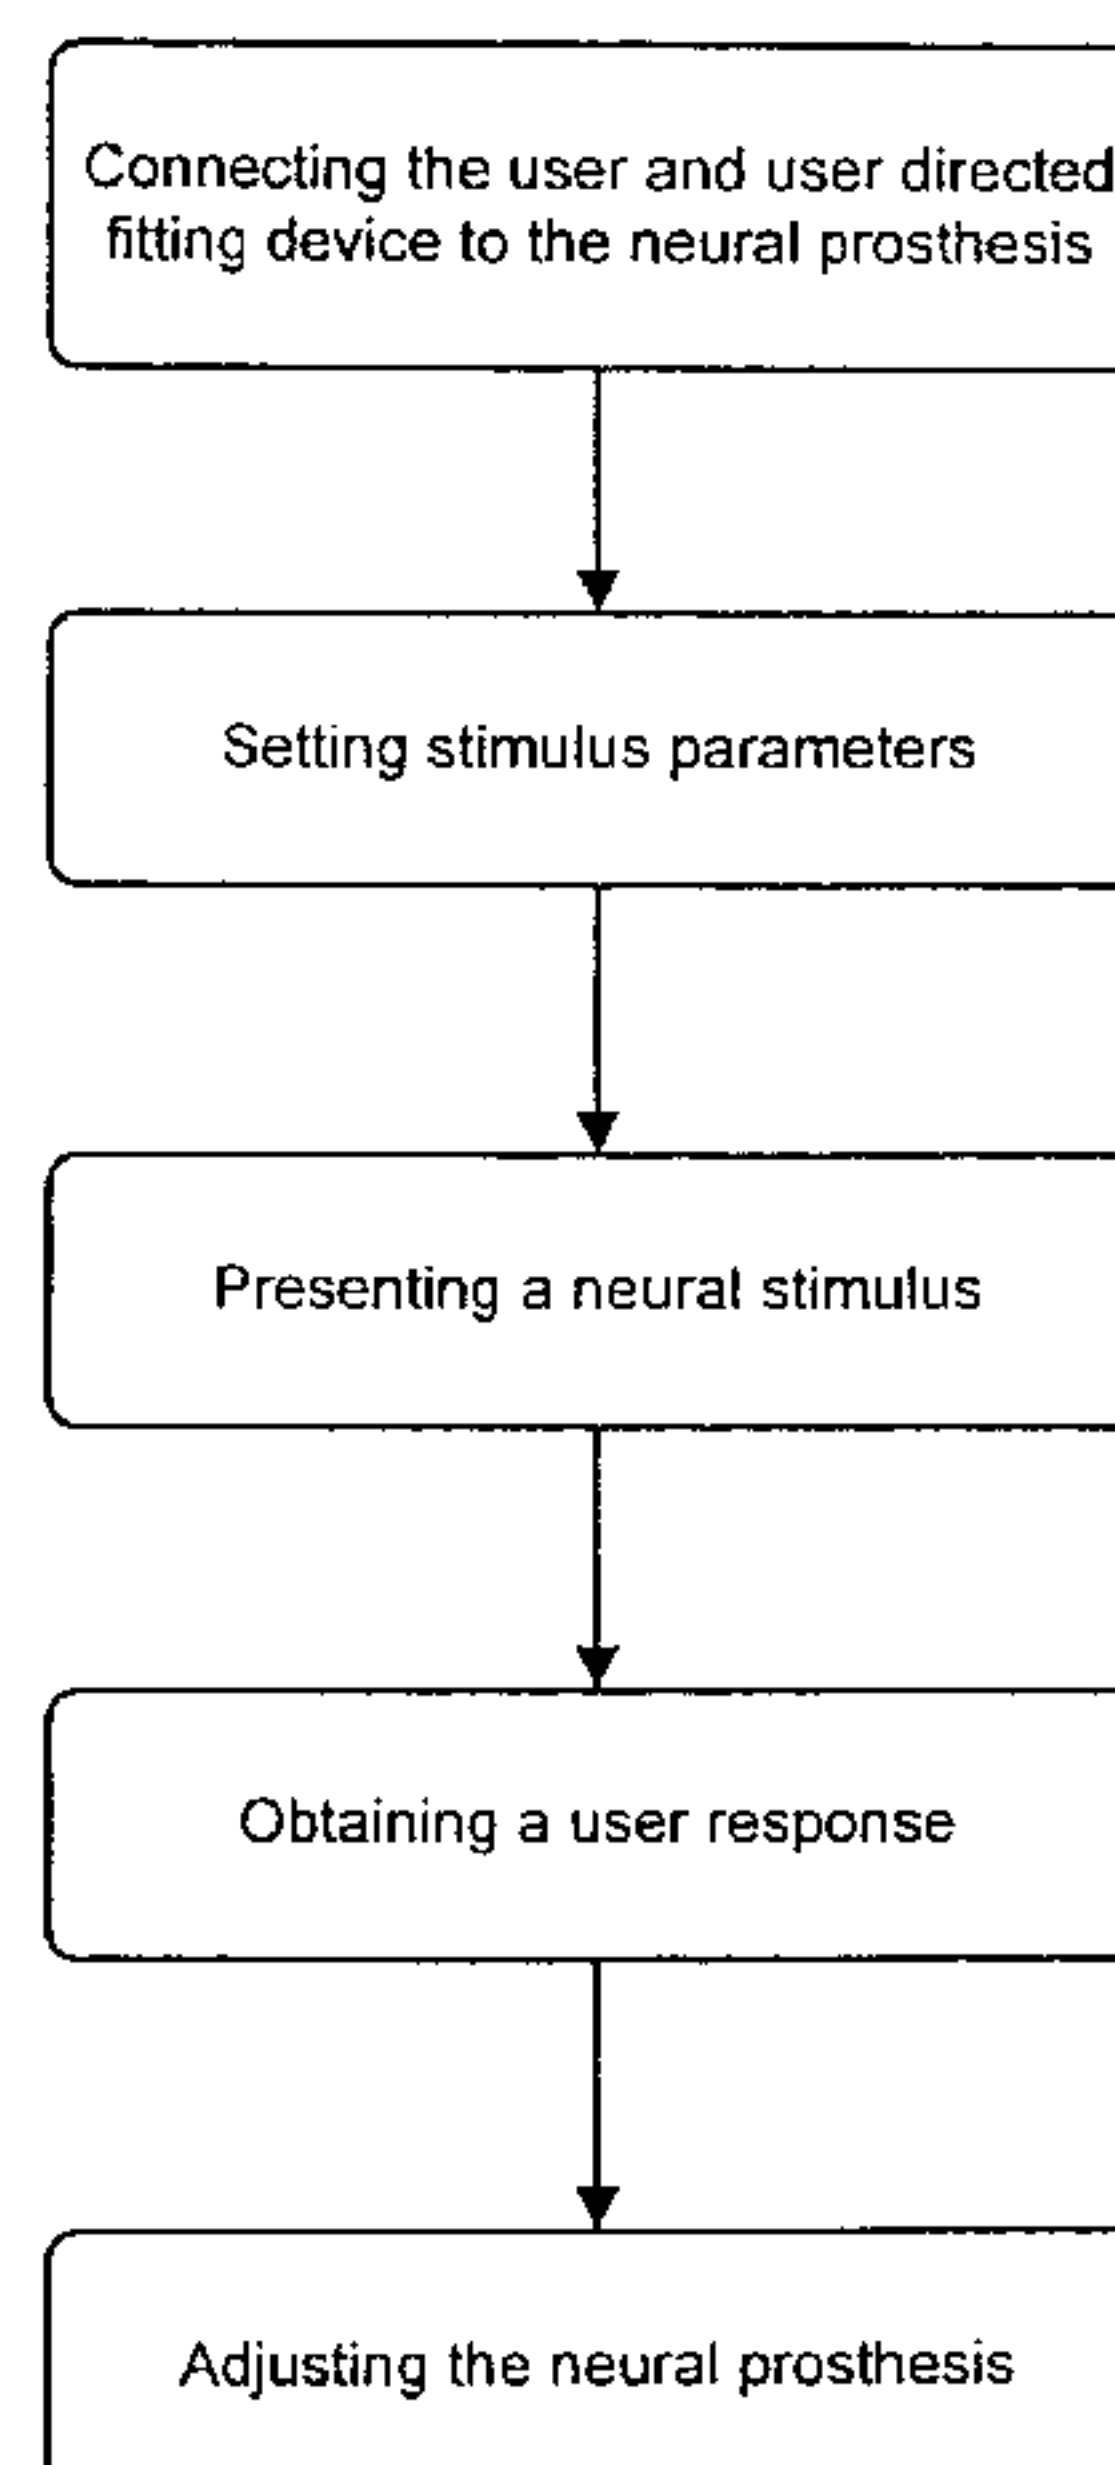 Connecting the user and user directed
fitting device to the neural prosthesis
Setting stimulus parameters
Presenting a neural stimulus
Obtaining a user response
Adjusting the neural prosthesis